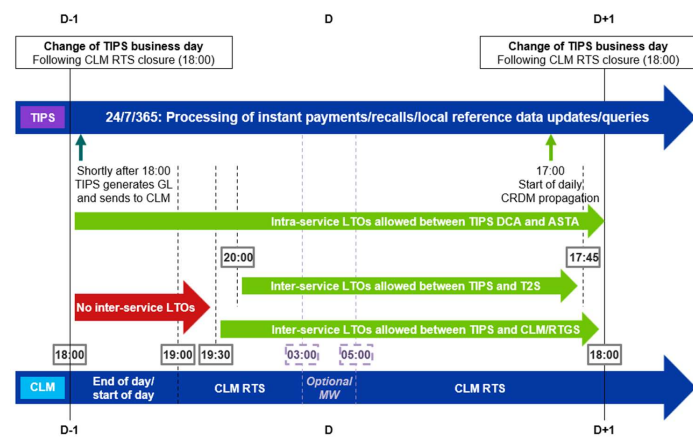 D-1
D
D+1
Change of TIPS business day
Following CLM RTS closure (18:00)
Change of TIPS business day
Following CLM RTS closure (18:00)
TIPS
24/7/365: Processing of instant payments/recalls/local reference data updates/queries
Shortly after 18:00
TIPS generates GL
and sends to CLM
17:00
Start of daily
CRDM propagation
Intra-service LTOs allowed between TIPS DCA and ASTA
20:00
17:45
Inter-service LTOs allowed between TIPS and T2S
No inter-service LTOs
Inter-service LTOs allowed between TIPS and CLM/RTGS
18:00
19:00
19:30
03:00
05:00
18:00
CLM
End of day/
start of day
CLM RTS
Optional
MW
CLM RTS
D-1
D
D+1